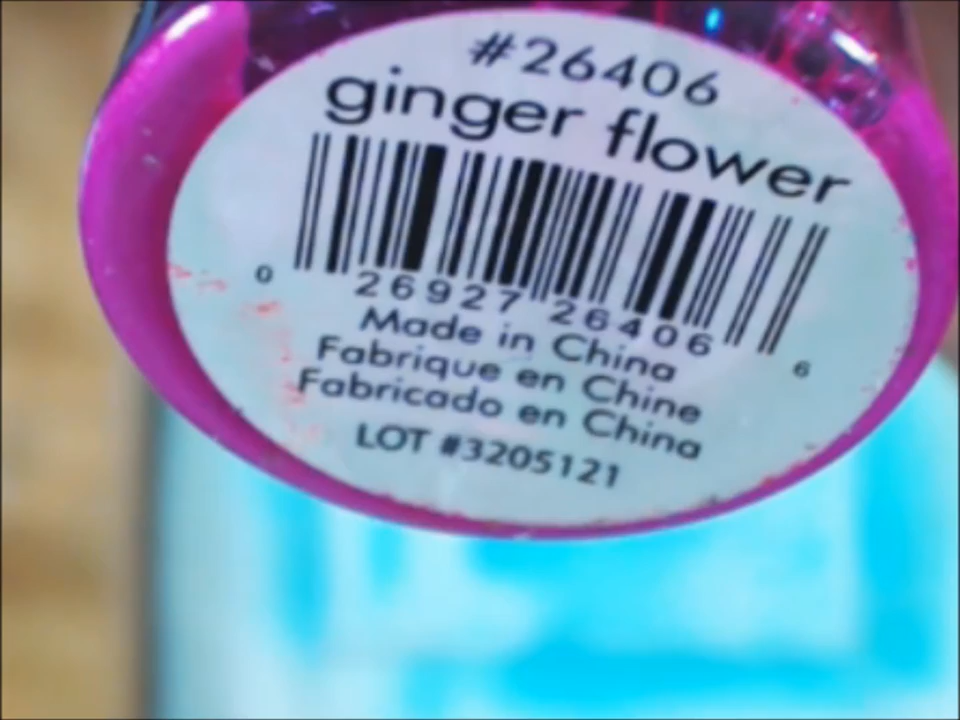 #26406
ginger flower
0 26927 26406 6
Made in China
Fabrique en Chine
Fabricado en China
LOT #3205121